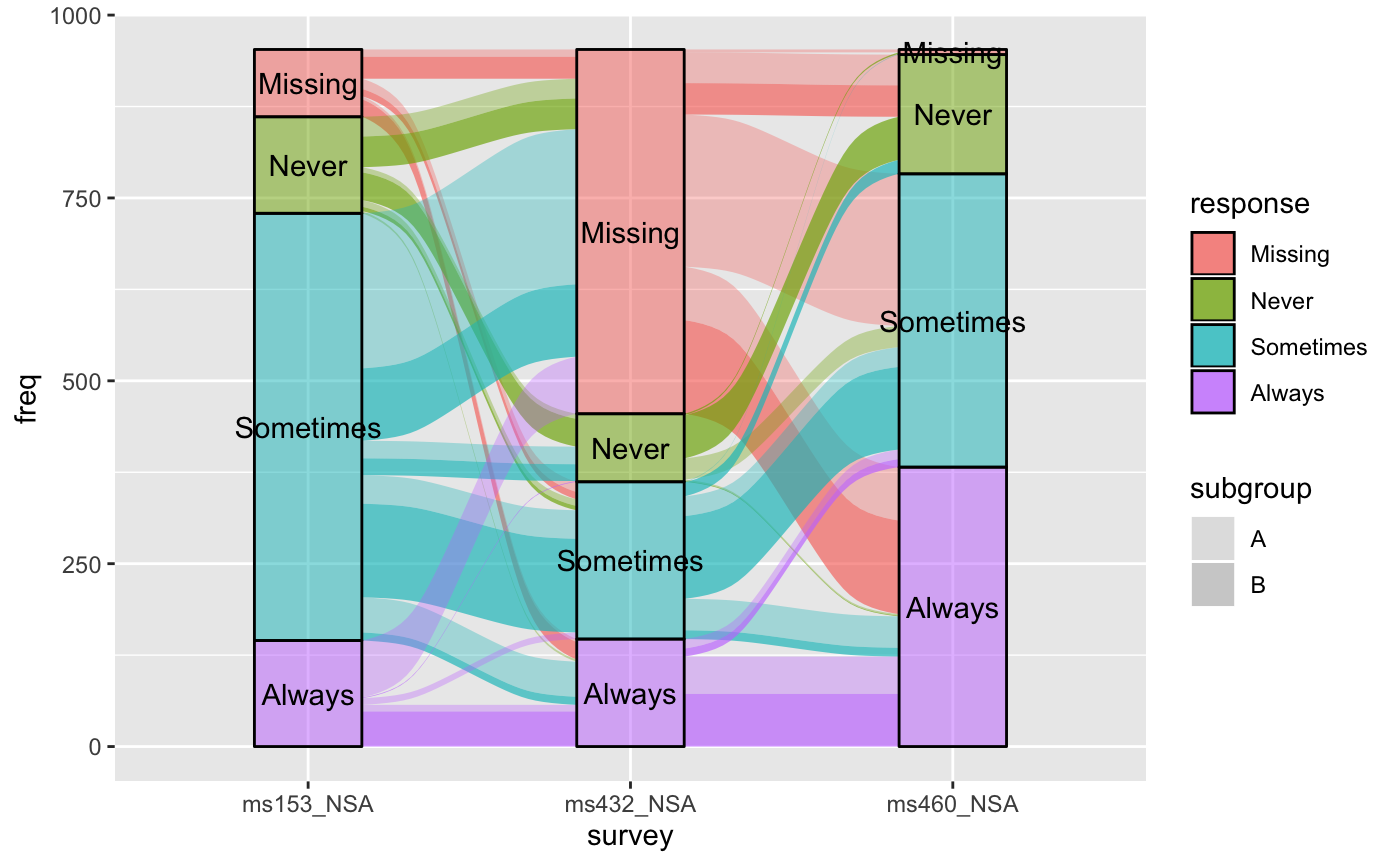 1000
750
500
250
0
freq
Missing
Never
Sometimes
Always
Missing
Never
Sometimes
Always
Missing
Never
Sometimes
Always
ms153_NSA
ms432_NSA
ms460_NSA
survey
response
Missing
Never
Sometimes
Always
subgroup
A
B